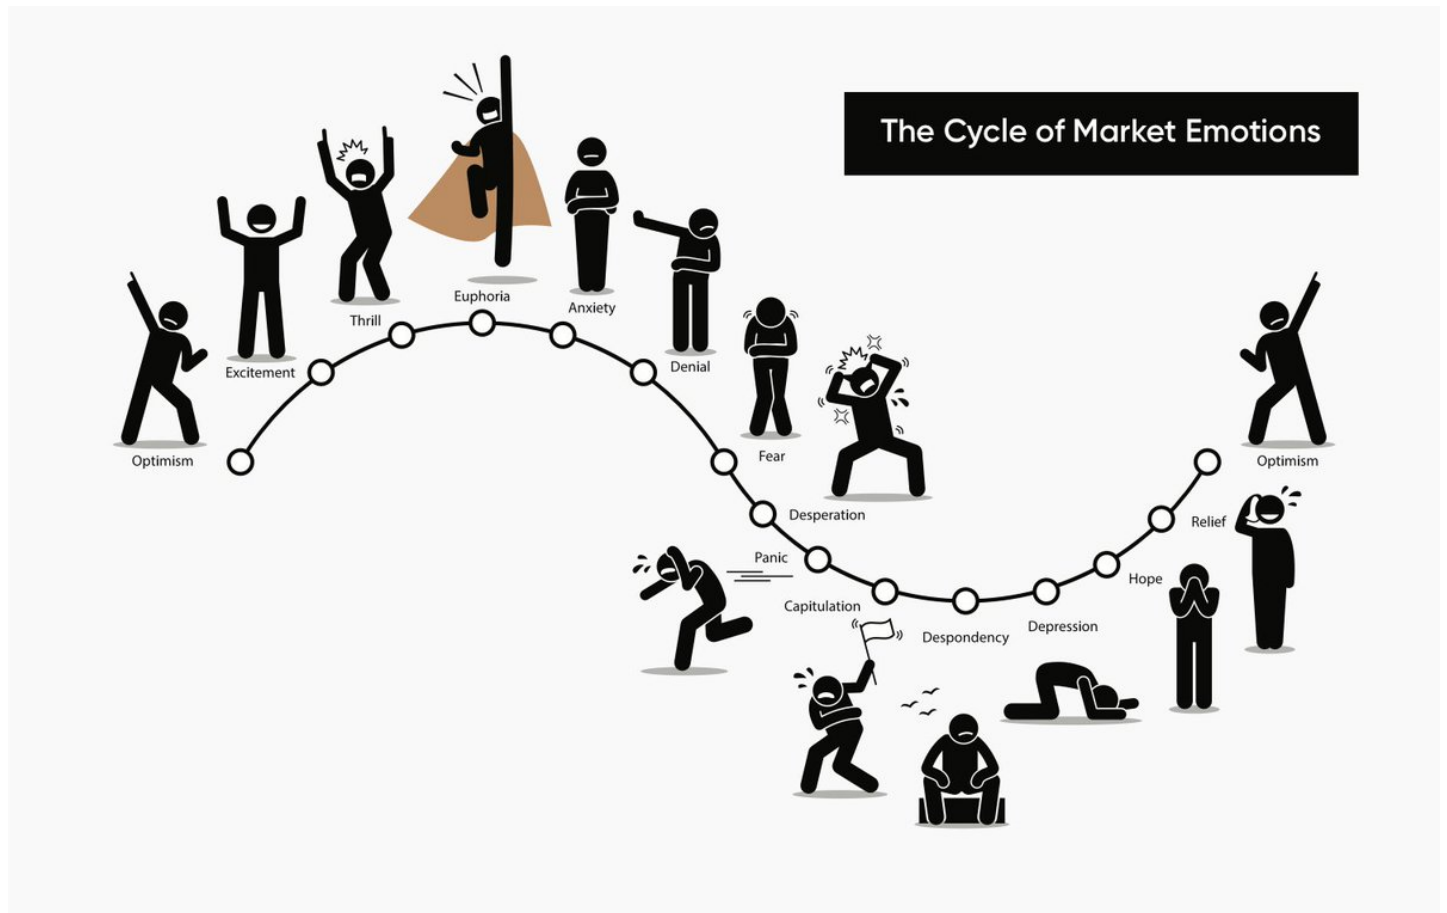 The Cycle of Market Emotions
Optimism
Excitement
Thrill
Euphoria
Anxiety
Denial
Fear
Desperation
Panic
Capitulation
Despondency
Depression
Hope
Relief
Optimism